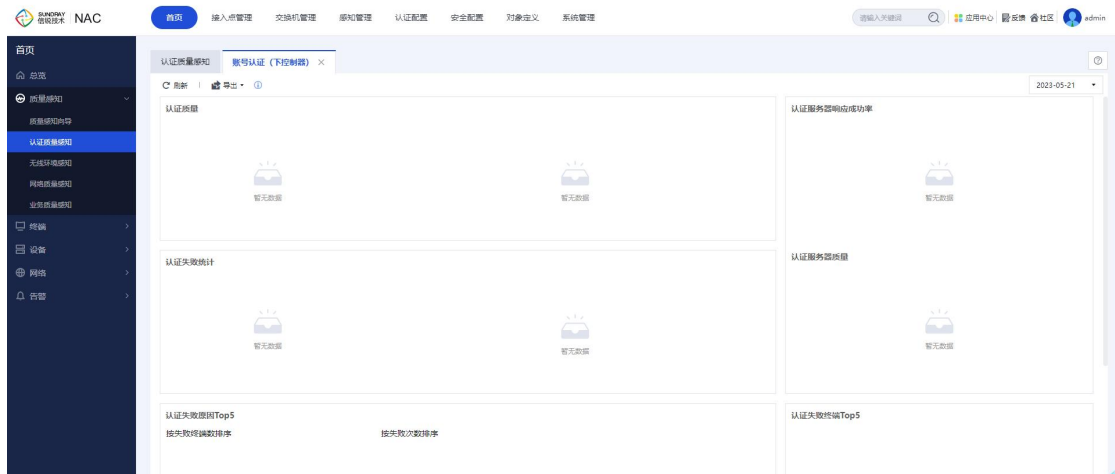 SUNDRAY
信锐技术
NAC
首页
接入点管理
交换机管理
感知管理
认证配置
安全配置
对象定义
系统管理
请输入关键词
应用中心
反馈
社区
admin
首页
总览
质量感知
质量感知向导
认证质量感知
无线环境感知
网络质量感知
业务质量感知
终端
设备
网络
告警
认证质量感知
账号认证（下控制器）
刷新
导出
2023-05-21
认证质量
暂无数据
暂无数据
认证服务器响应成功率
暂无数据
认证失败统计
暂无数据
暂无数据
认证服务器质量
暂无数据
认证失败原因Top5
按失败终端数排序
按失败次数排序
认证失败终端Top5